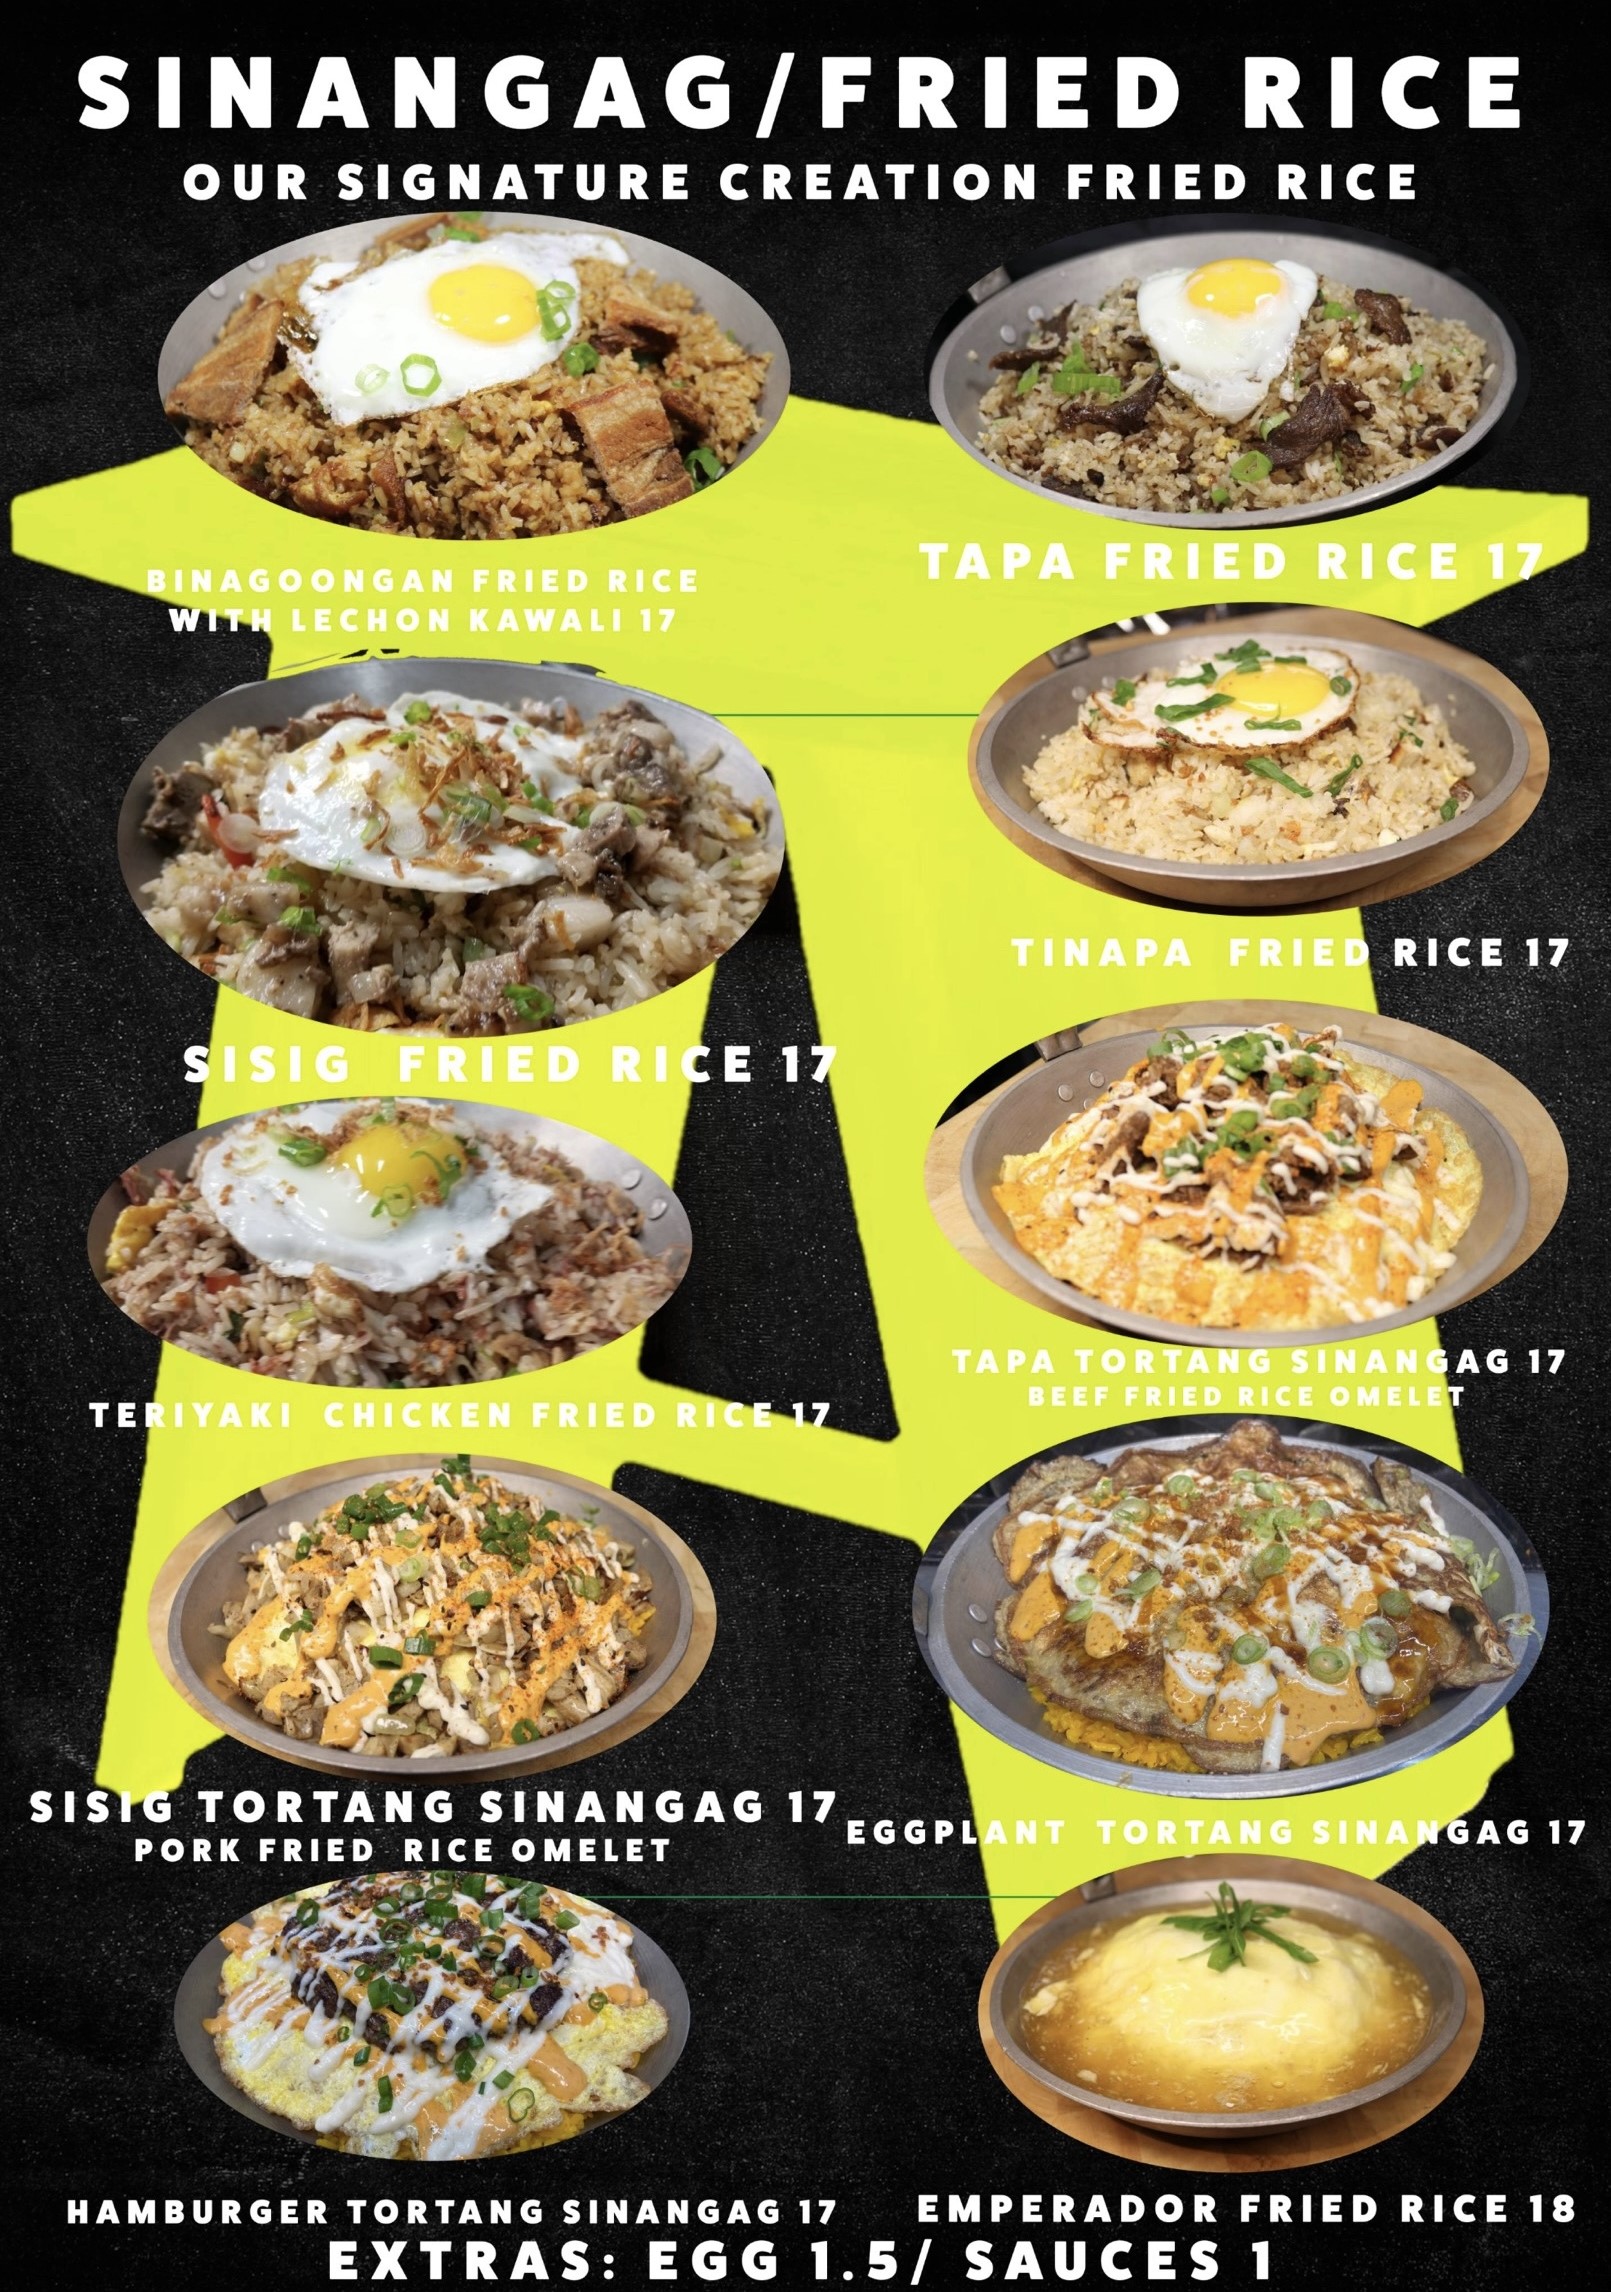 SINANGAG/FRIED RICE
OUR SIGNATURE CREATION FRIED RICE
BINAGOONGAN FRIED RICE
WITH LECHON KAWALI 17
TAPA FRIED RICE 17
SISIG FRIED RICE 17
TINAPA FRIED RICE 17
TERIYAKI CHICKEN FRIED RICE 17
TAPA TORTANG SINANGAG 17
BEEF FRIED RICE OMELET
SISIG TORTANG SINANGAG 17
PORK FRIED RICE OMELET
EGGPLANT TORTANG SINANGAG 17
HAMBURGER TORTANG SINANGAG 17
EMPERADOR FRIED RICE 18
EXTRAS: EGG 1.5/ SAUCES 1